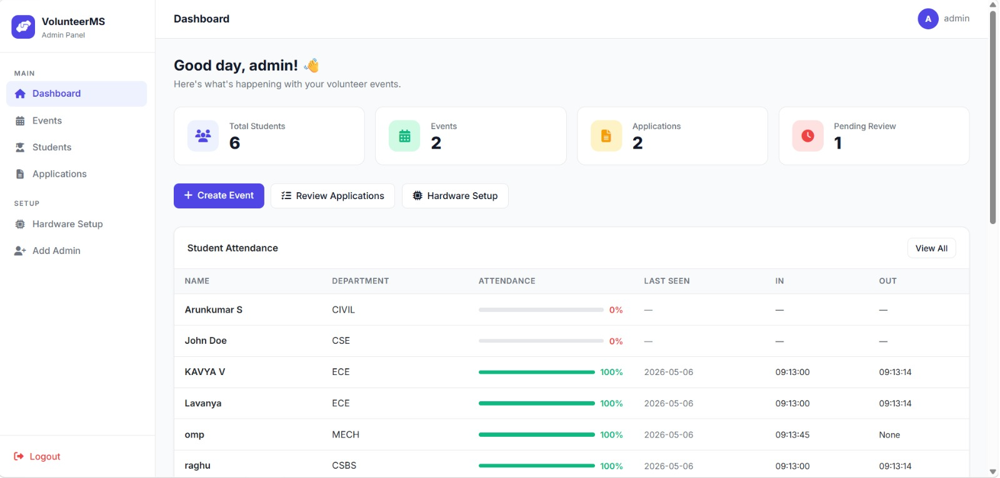 VolunteerMS
Admin Panel
MAIN
Dashboard
Events
Students
Applications
SETUP
Hardware Setup
Add Admin
Logout
Dashboard
A admin
Good day, admin! 👋
Here's what's happening with your volunteer events.
Total Students
6
Events
2
Applications
2
Pending Review
1
+ Create Event
Review Applications
Hardware Setup
Student Attendance
View All
NAME DEPARTMENT ATTENDANCE LAST SEEN IN OUT
Arunkumar S CIVIL 0% — — —
John Doe CSE 0% — — —
KAVYA V ECE 100% 2026-05-06 09:13:00 09:13:14
Lavanya ECE 100% 2026-05-06 09:13:00 09:13:14
omp MECH 100% 2026-05-06 09:13:45 None
raghu CSBS 100% 2026-05-06 09:13:00 09:13:14